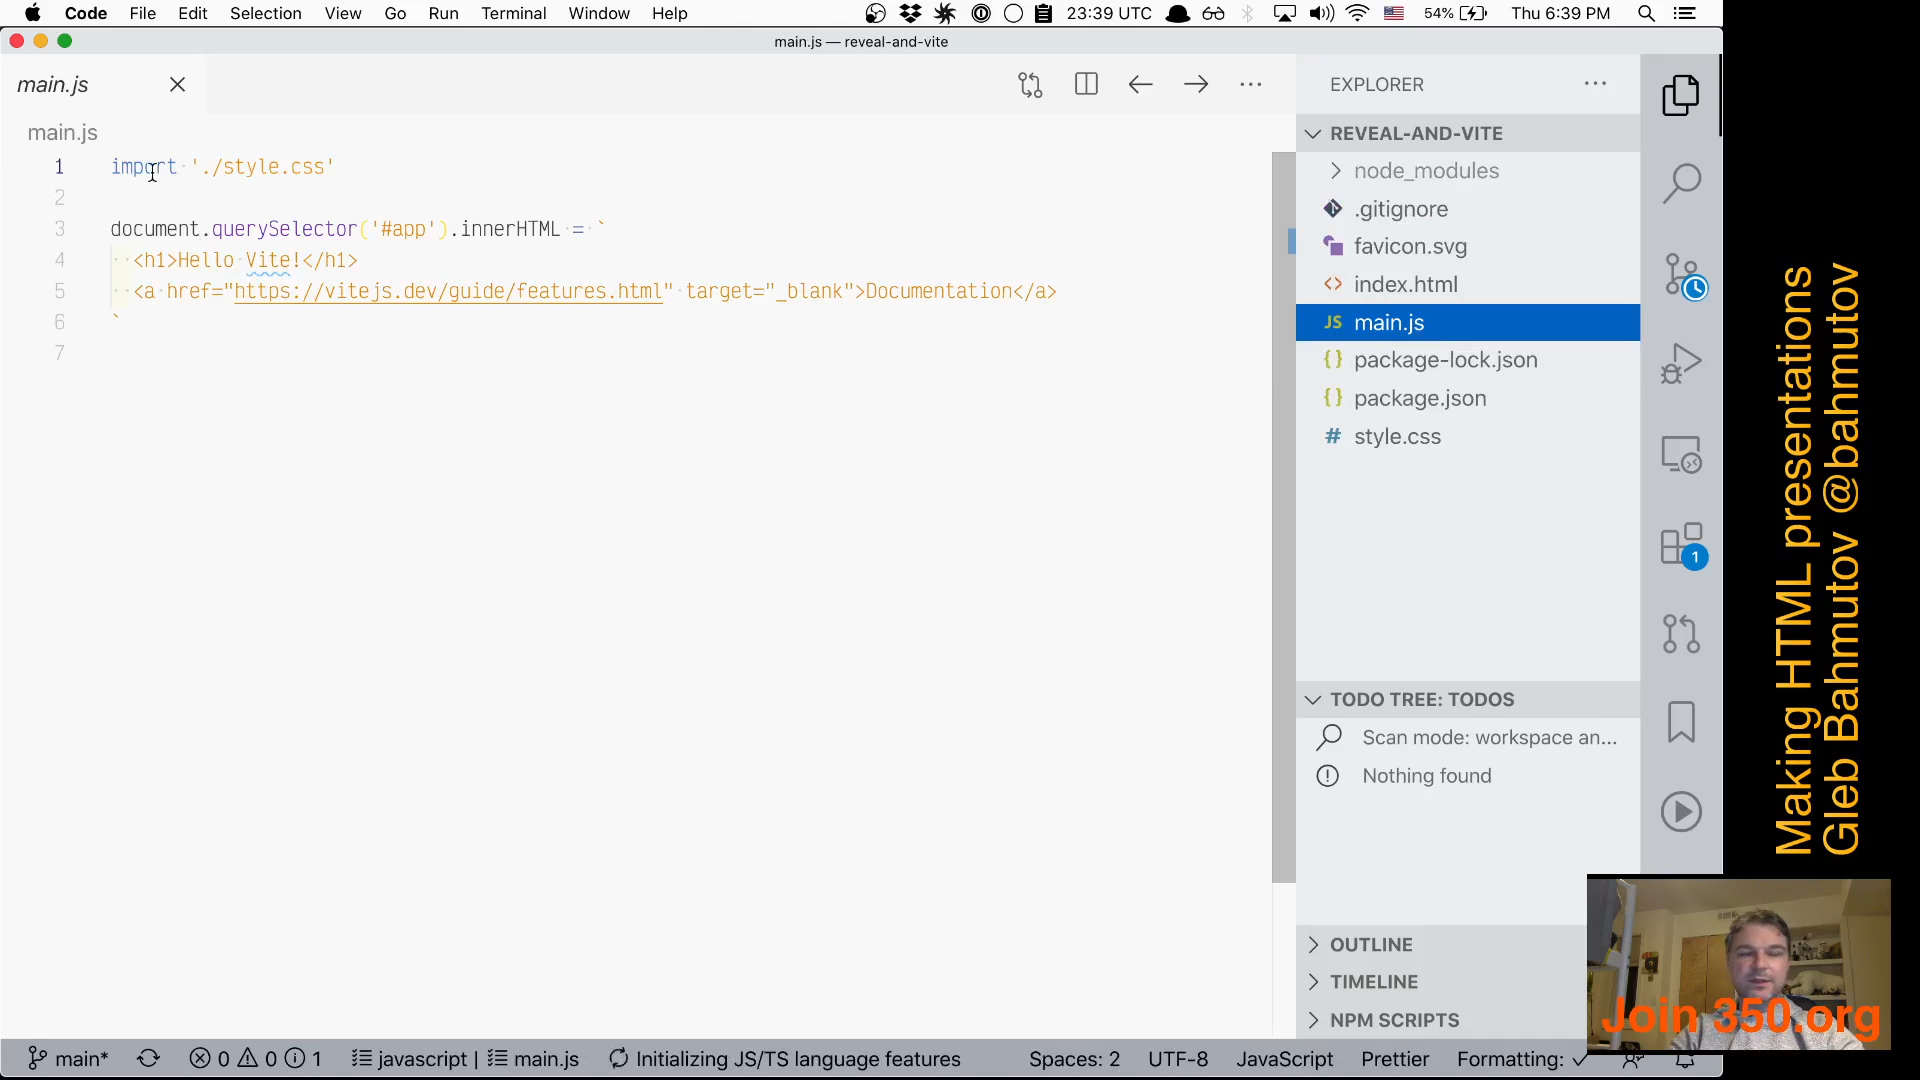 Code File Edit Selection View Go Run Terminal Window Help 23:39 UTC 54% Thu 6:39 PM
main.js — reveal-and-vite
main.js
main.js
1 import './style.css'
2
3 document.querySelector('#app').innerHTML = `
4 <h1>Hello Vite!</h1>
5 <a href="https://vitejs.dev/guide/features.html" target="_blank">Documentation</a>
6 `
7
EXPLORER
REVEAL-AND-VITE
node_modules
.gitignore
favicon.svg
<> index.html
JS main.js
{} package-lock.json
{} package.json
# style.css
TODO TREE: TODOS
Scan mode: workspace an...
Nothing found
OUTLINE
TIMELINE
NPM SCRIPTS
1
main* 0 0 1 javascript | main.js Initializing JS/TS language features Spaces: 2 UTF-8 JavaScript Prettier Formatting: ✓
Making HTML presentations
Gleb Bahmutov @bahmutov
Join 350.org